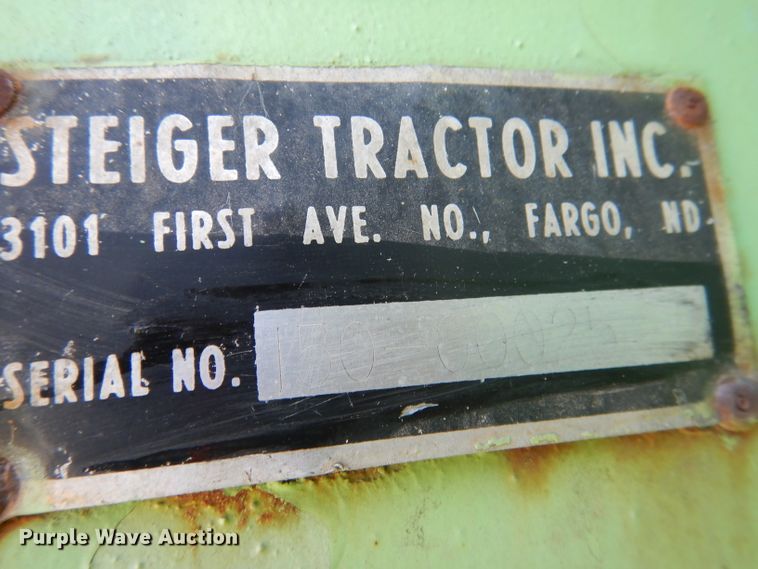 STEIGER TRACTOR INC.
3101 FIRST AVE. NO., FARGO, ND
SERIAL NO.
Purple Wave Auction